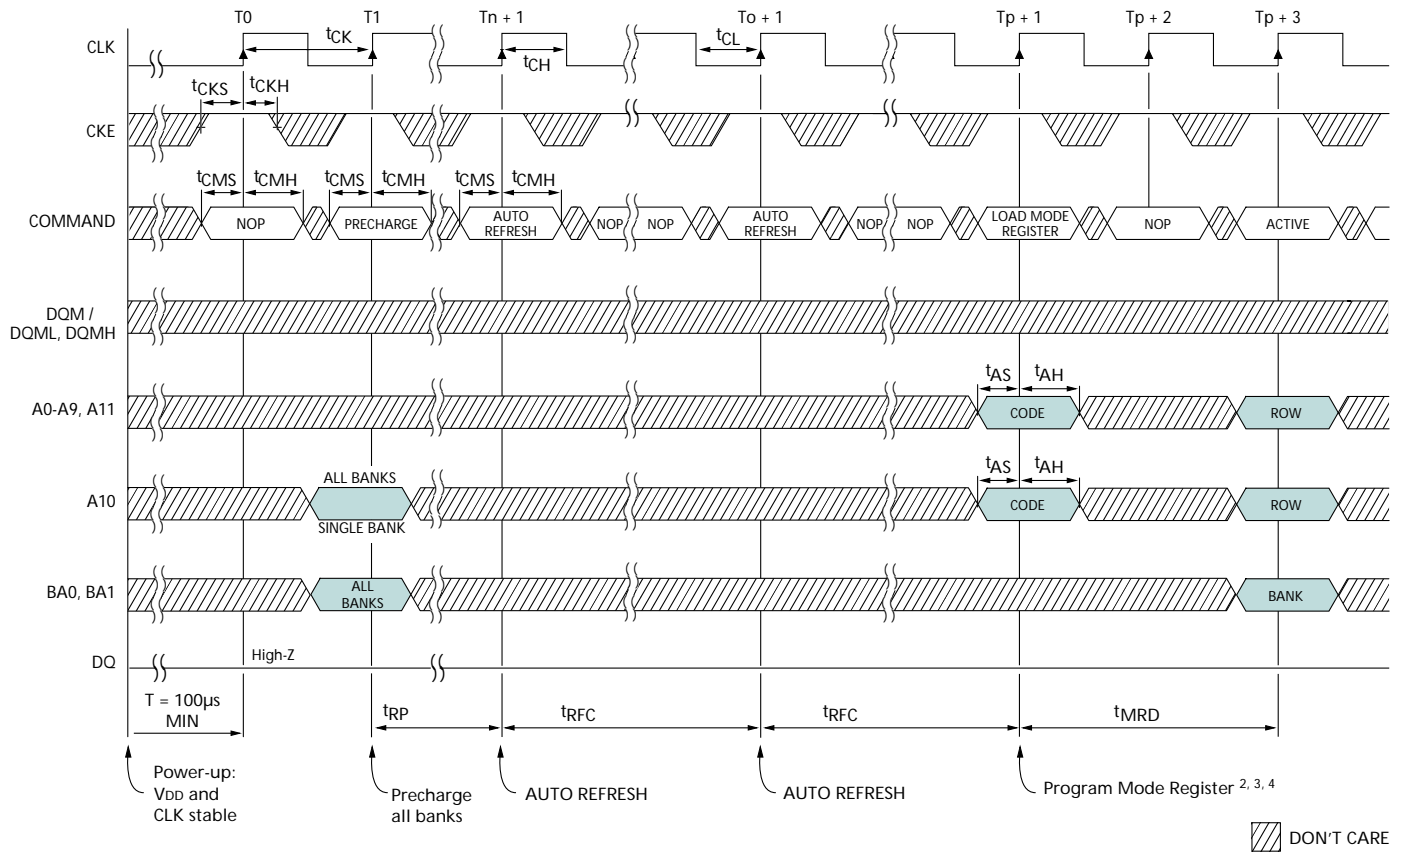 T0 T1 Tn + 1 To + 1 Tp + 1 Tp + 2 Tp + 3
CLK
tCK tCL
tCH
tCKS tCKH
CKE
tCMS tCMH tCMS tCMH tCMS tCMH
COMMAND
NOP
PRECHARGE
AUTO
REFRESH
NOP
NOP
AUTO
REFRESH
NOP
NOP
LOAD MODE
REGISTER
NOP
ACTIVE
DQM /
DQML, DQMH
tAS tAH
A0-A9, A11
CODE
ROW
tAS tAH
A10
ALL BANKS
SINGLE BANK
CODE
ROW
BA0, BA1
ALL
BANKS
BANK
DQ
High-Z
T = 100µs
MIN
tRP
tRFC
tRFC
tMRD
Power-up:
VDD and
CLK stable
Precharge
all banks
AUTO REFRESH
AUTO REFRESH
Program Mode Register 2, 3, 4
DON'T CARE